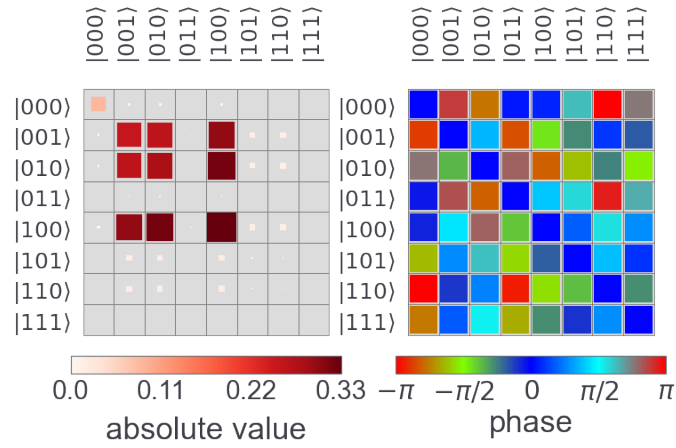 |000⟩ |001⟩ |010⟩ |011⟩ |100⟩ |101⟩ |110⟩ |111⟩ |000⟩ |001⟩ |010⟩ |011⟩ |100⟩ |101⟩ |110⟩ |111⟩
|000⟩ |000⟩
|001⟩ |001⟩
|010⟩ |010⟩
|011⟩ |011⟩
|100⟩ |100⟩
|101⟩ |101⟩
|110⟩ |110⟩
|111⟩ |111⟩
0.0 0.11 0.22 0.33 −π −π/2 0 π/2 π
absolute value phase